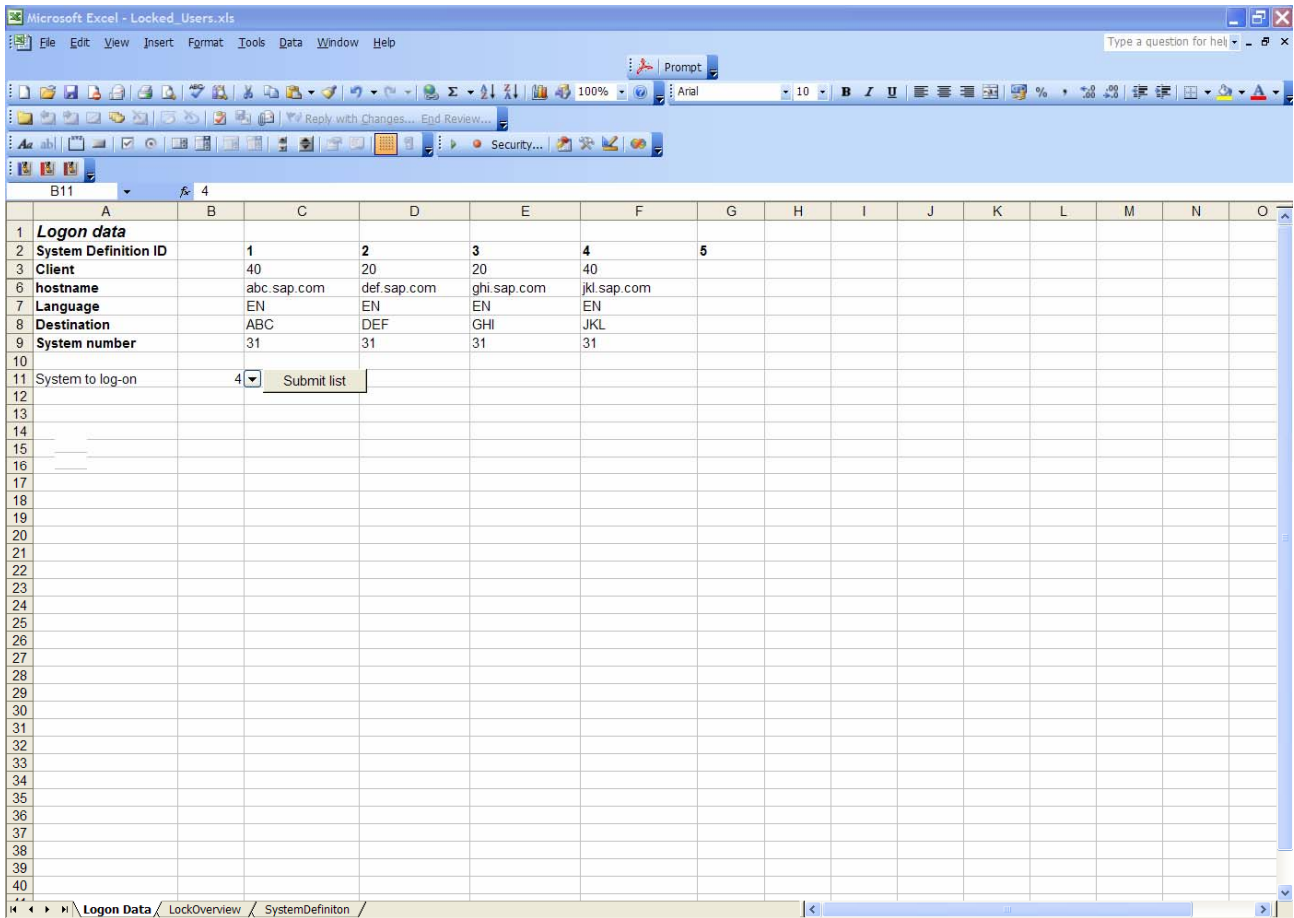 Microsoft Excel - Locked_Users.xls
File Edit View Insert Format Tools Data Window Help
Type a question for hel
Prompt
100% Arial 10 B I U %
Reply with Changes... End Review...
Aa ab| Security...
B11 fx 4
A B C D E F G H I J K L M N O
1 Logon data
2 System Definition ID 1 2 3 4 5
3 Client 40 20 20 40
6 hostname abc.sap.com def.sap.com ghi.sap.com jkl.sap.com
7 Language EN EN EN EN
8 Destination ABC DEF GHI JKL
9 System number 31 31 31 31
10
11 System to log-on 4 Submit list
12
13
14
15
16
17
18
19
20
21
22
23
24
25
26
27
28
29
30
31
32
33
34
35
36
37
38
39
40
Logon Data LockOverview SystemDefiniton